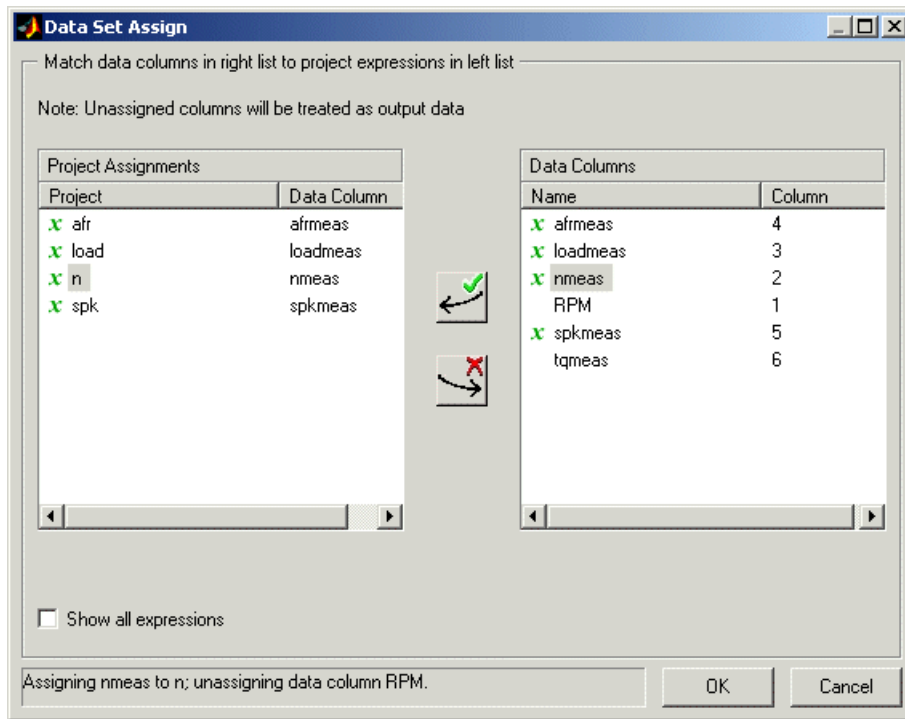 Data Set Assign
Match data columns in right list to project expressions in left list
Note: Unassigned columns will be treated as output data
Project Assignments
Project Data Column
x afr afrmeas
x load loadmeas
x n nmeas
x spk spkmeas
Data Columns
Name Column
x afrmeas 4
x loadmeas 3
x nmeas 2
RPM 1
x spkmeas 5
tqmeas 6
Show all expressions
Assigning nmeas to n; unassigning data column RPM.
OK Cancel